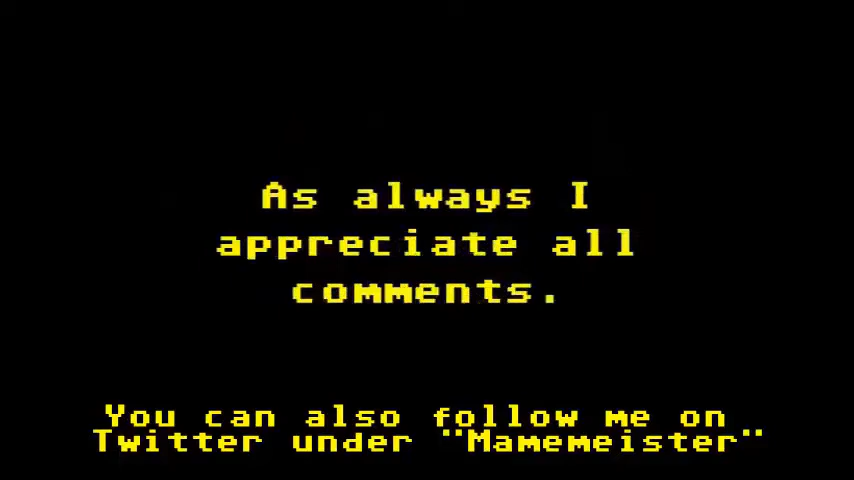 As always I
appreciate all
comments.
You can also follow me on
Twitter under "Mamemeister"